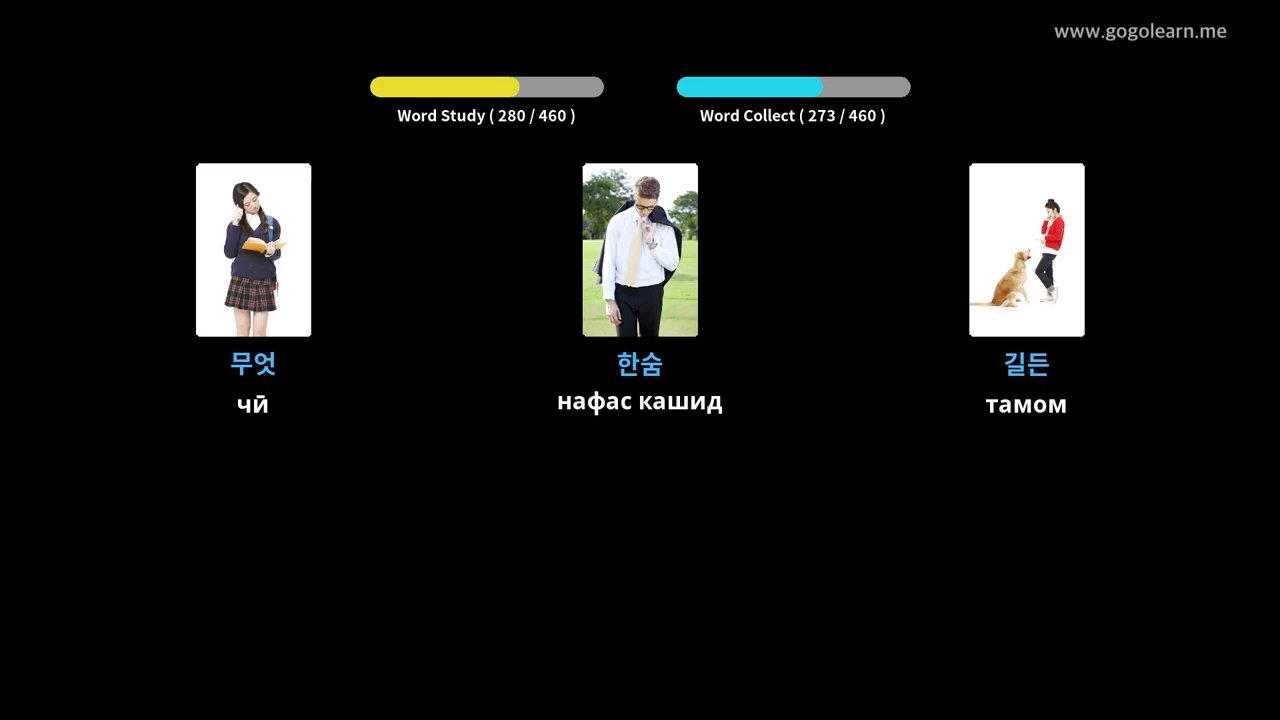 www.gogolearn.me
Word Study ( 280 / 460 )
Word Collect ( 273 / 460 )
무엇
чӣ
한숨
нафас кашид
길든
тамом